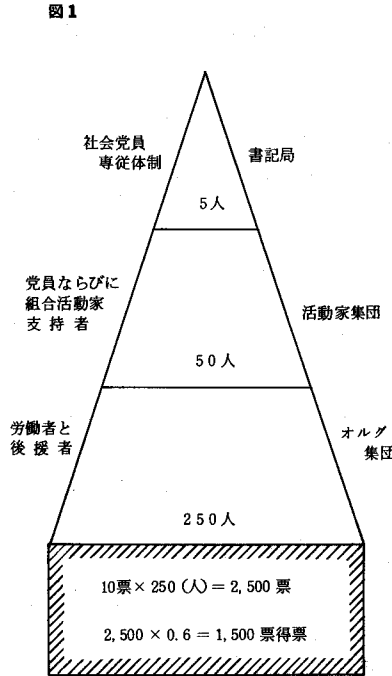 図1
社会党員
専従体制
書記局
5人
党員ならびに
組合活動家
支持者
活動家集団
50人
労働者と
後援者
オルグ
集団
250人
10票×250(人)=2,500票
2,500×0.6=1,500票得票